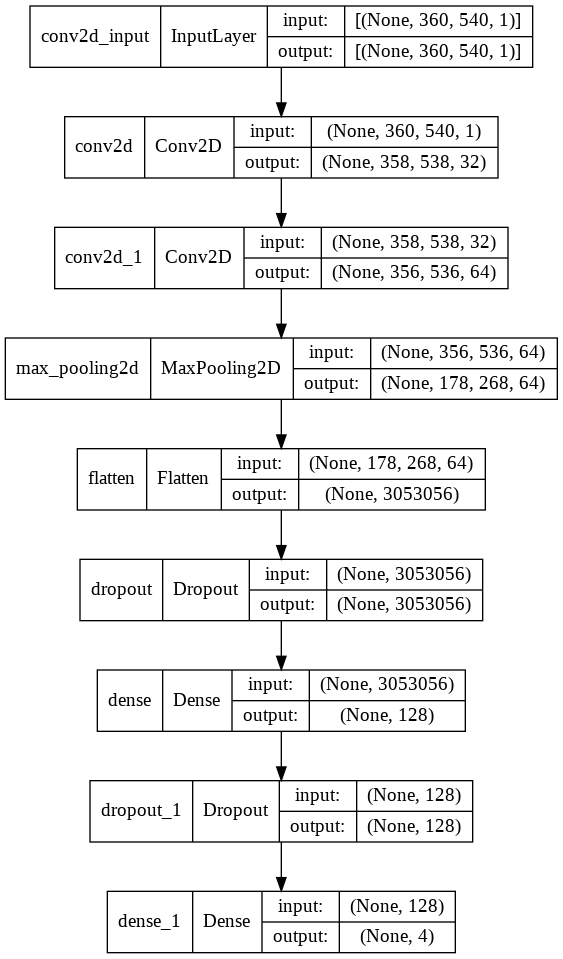 conv2d_input InputLayer input: [(None, 360, 540, 1)]
output: [(None, 360, 540, 1)]
conv2d Conv2D input: (None, 360, 540, 1)
output: (None, 358, 538, 32)
conv2d_1 Conv2D input: (None, 358, 538, 32)
output: (None, 356, 536, 64)
max_pooling2d MaxPooling2D input: (None, 356, 536, 64)
output: (None, 178, 268, 64)
flatten Flatten input: (None, 178, 268, 64)
output: (None, 3053056)
dropout Dropout input: (None, 3053056)
output: (None, 3053056)
dense Dense input: (None, 3053056)
output: (None, 128)
dropout_1 Dropout input: (None, 128)
output: (None, 128)
dense_1 Dense input: (None, 128)
output: (None, 4)